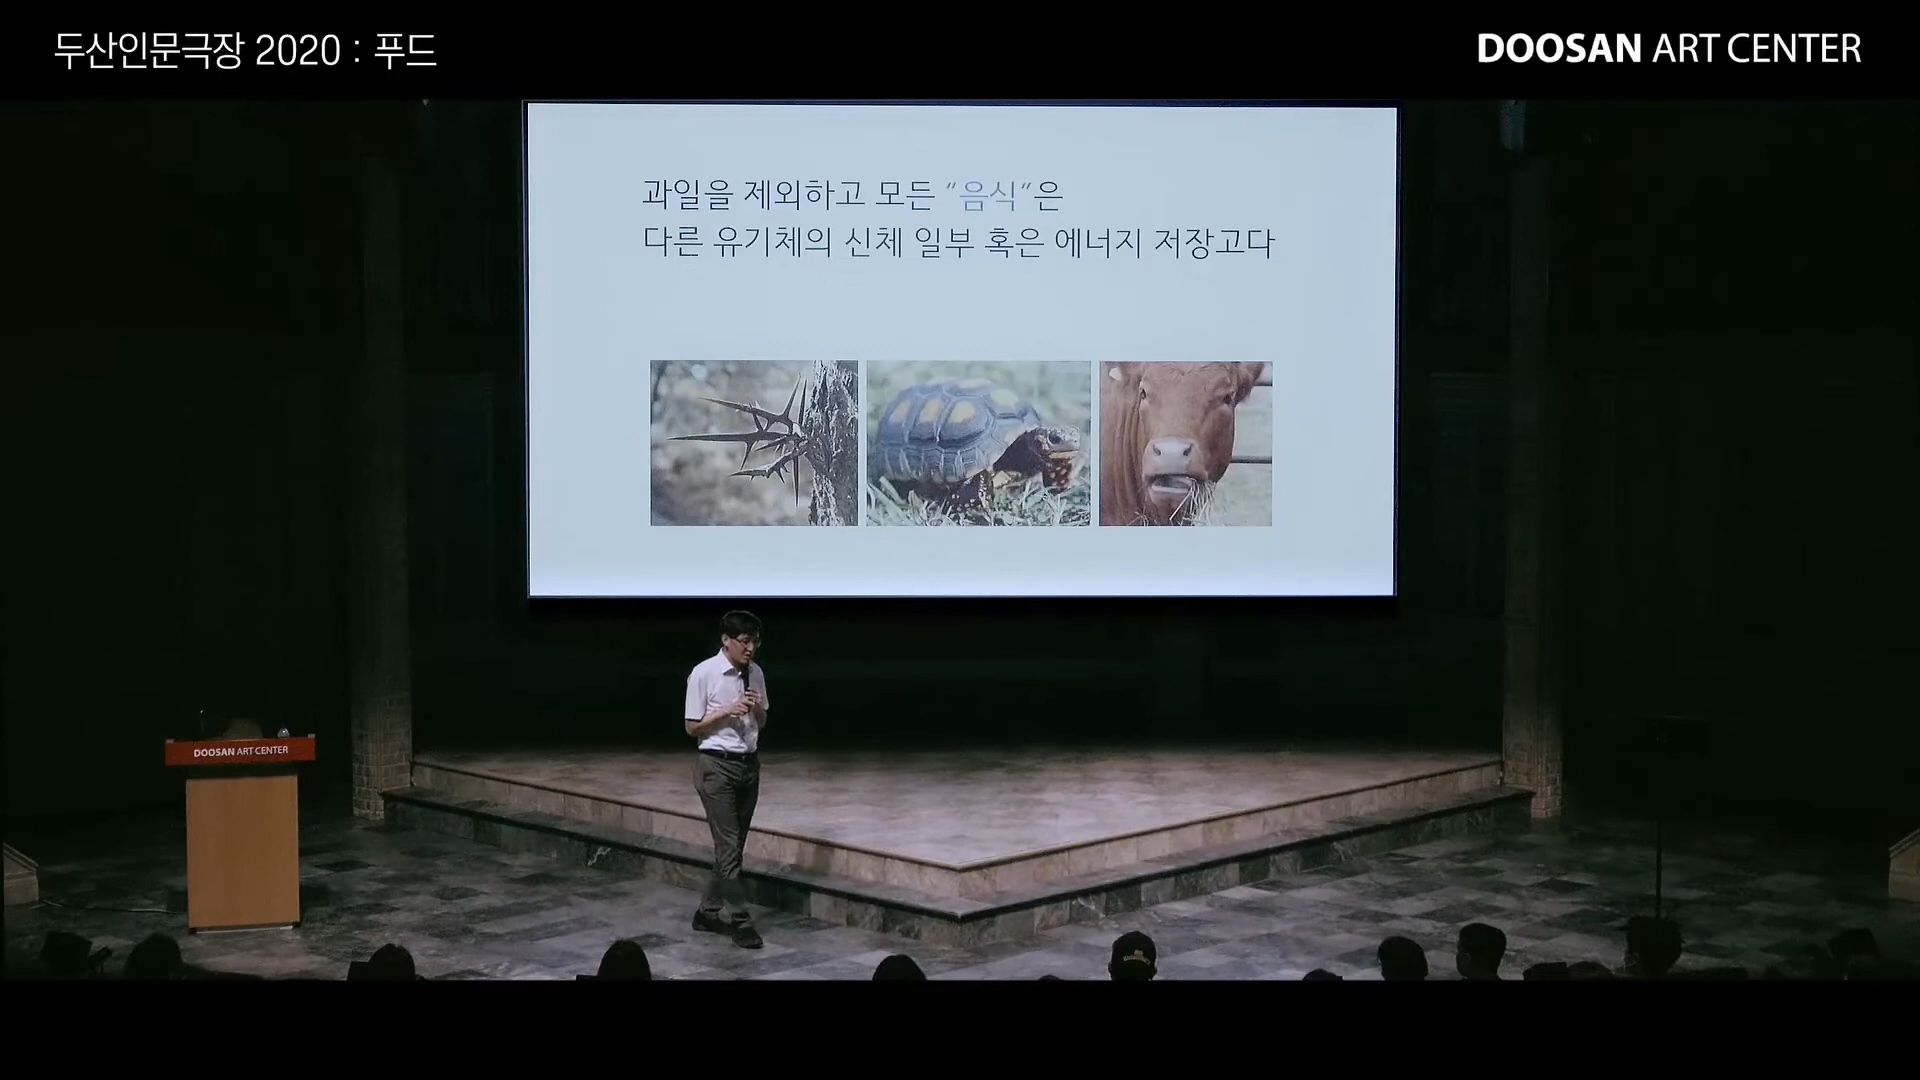 두산인문극장 2020 : 푸드
DOOSAN ART CENTER
과일을 제외하고 모든 “음식”은
다른 유기체의 신체 일부 혹은 에너지 저장고다
DOOSAN ART CENTER